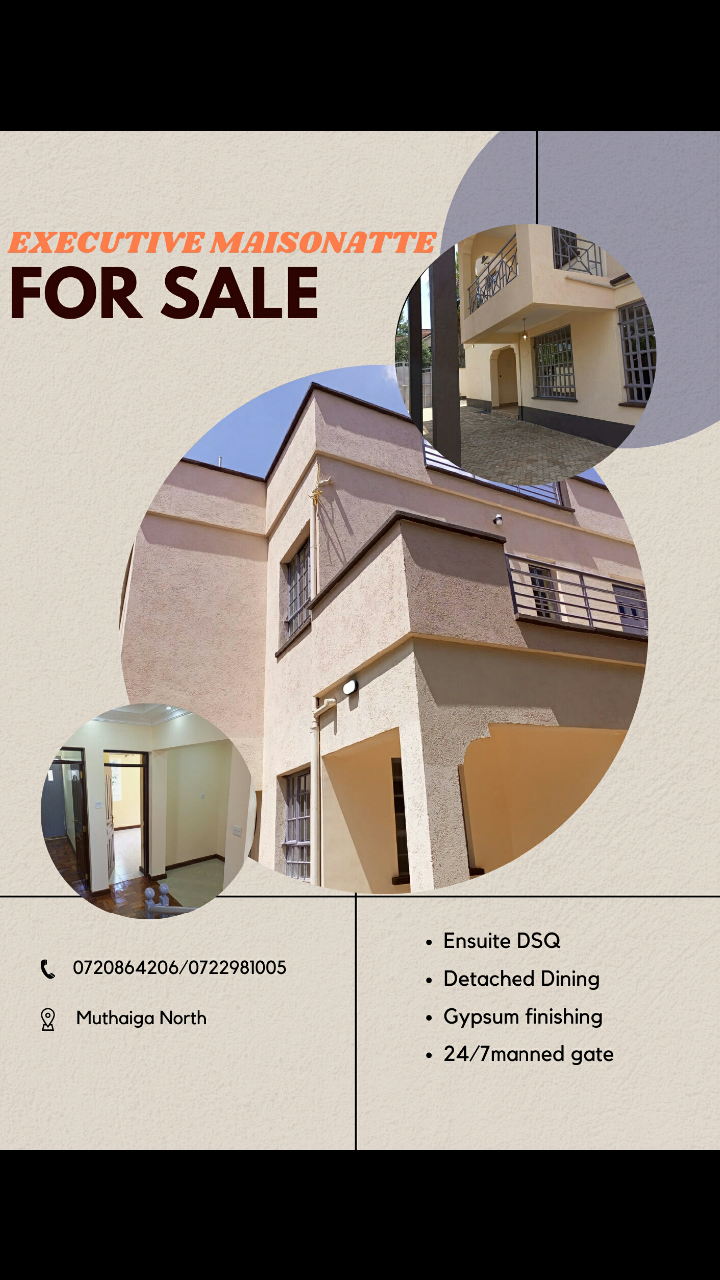 EXECUTIVE MAISONATTE
FOR SALE
0720864206/0722981005
Muthaiga North
• Ensuite DSQ
• Detached Dining
• Gypsum finishing
• 24/7manned gate